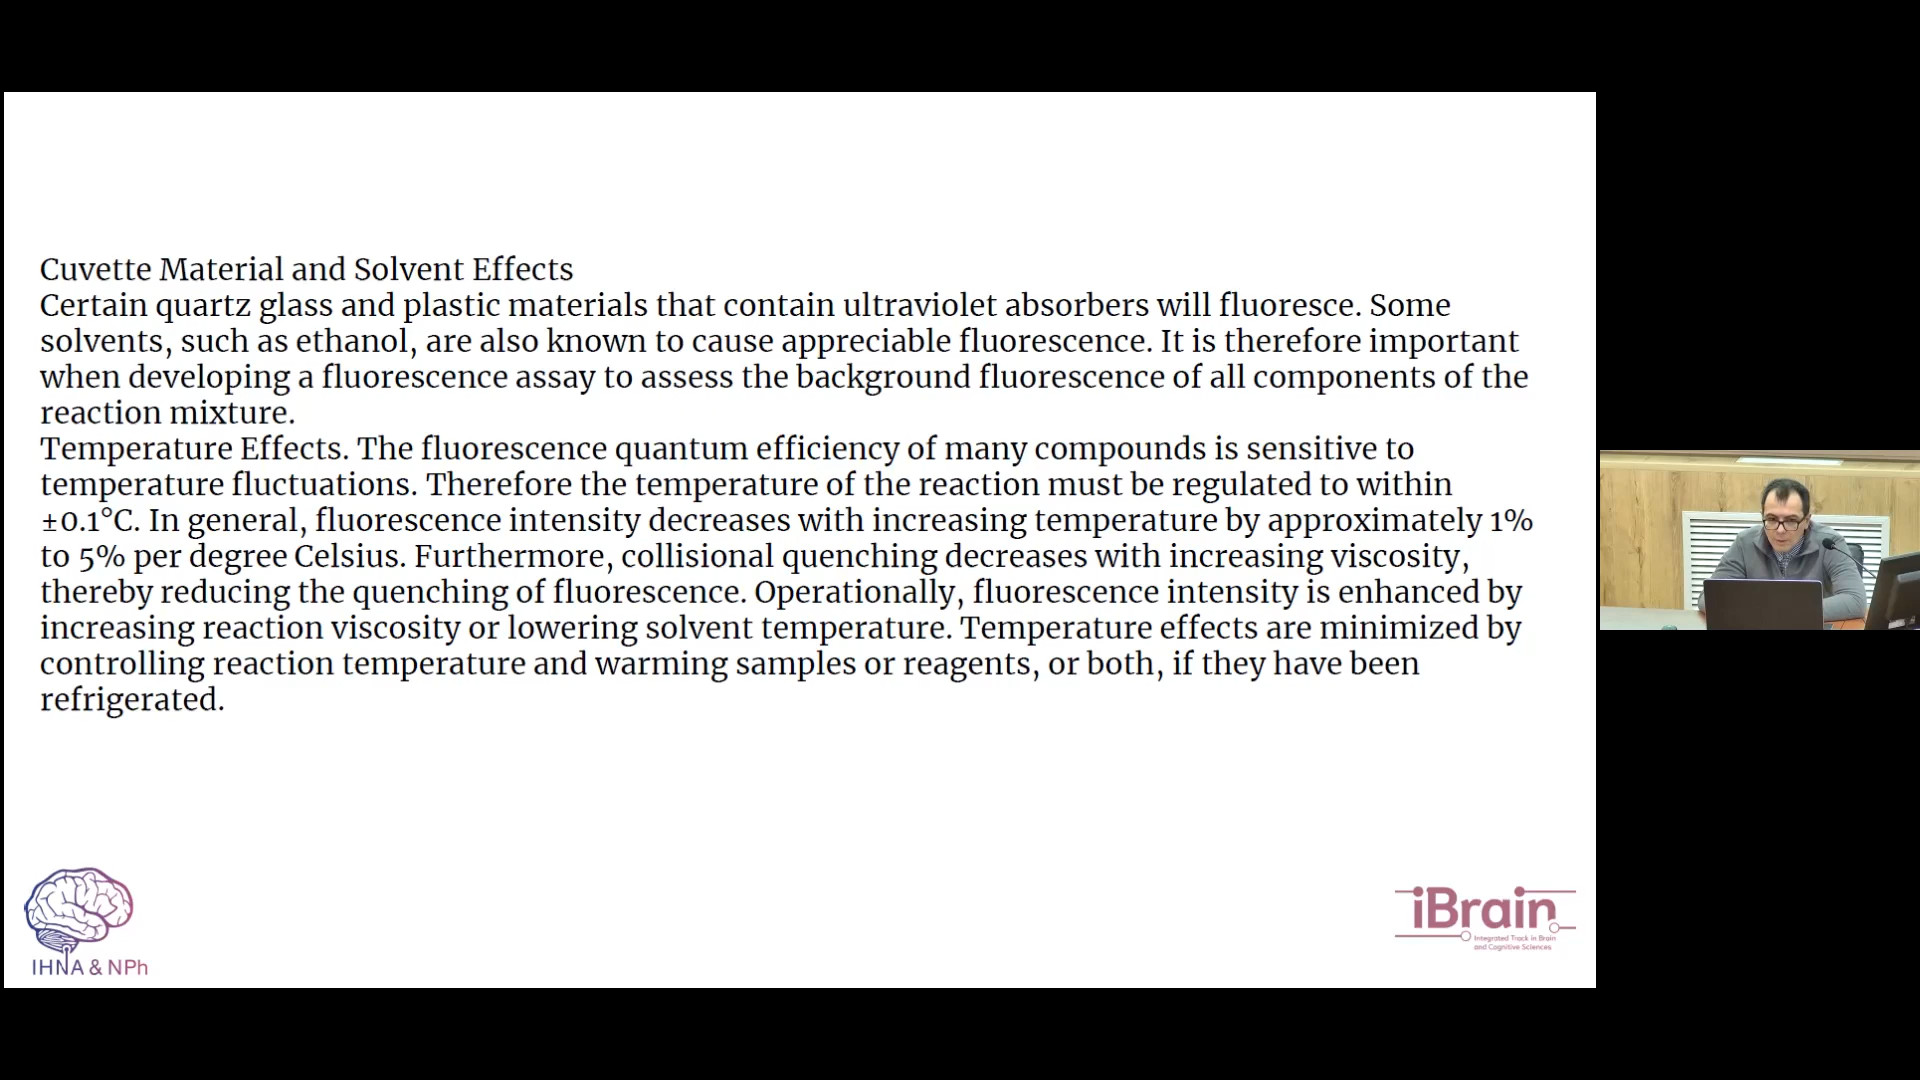 Cuvette Material and Solvent Effects
Certain quartz glass and plastic materials that contain ultraviolet absorbers will fluoresce. Some
solvents, such as ethanol, are also known to cause appreciable fluorescence. It is therefore important
when developing a fluorescence assay to assess the background fluorescence of all components of the
reaction mixture.
Temperature Effects. The fluorescence quantum efficiency of many compounds is sensitive to
temperature fluctuations. Therefore the temperature of the reaction must be regulated to within
±0.1°C. In general, fluorescence intensity decreases with increasing temperature by approximately 1%
to 5% per degree Celsius. Furthermore, collisional quenching decreases with increasing viscosity,
thereby reducing the quenching of fluorescence. Operationally, fluorescence intensity is enhanced by
increasing reaction viscosity or lowering solvent temperature. Temperature effects are minimized by
controlling reaction temperature and warming samples or reagents, or both, if they have been
refrigerated.
IHNA & NPh
iBrain
Integrated Track in Brain
and Cognitive Sciences